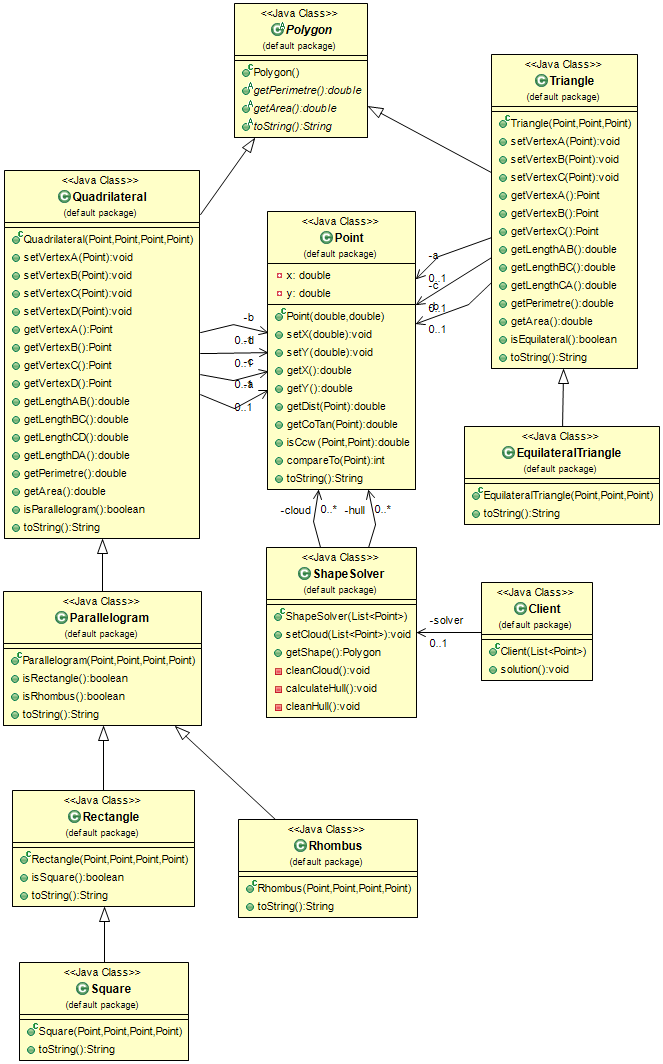 <<Java Class>>
Polygon
(default package)
Polygon()
getPerimetre():double
getArea():double
toString():String
<<Java Class>>
Triangle
(default package)
Triangle(Point,Point,Point)
setVertexA(Point):void
setVertexB(Point):void
setVertexC(Point):void
getVertexA():Point
getVertexB():Point
getVertexC():Point
getLengthAB():double
getLengthBC():double
getLengthCA():double
getPerimetre():double
getArea():double
isEquilateral():boolean
toString():String
<<Java Class>>
Quadrilateral
(default package)
Quadrilateral(Point,Point,Point,Point)
setVertexA(Point):void
setVertexB(Point):void
setVertexC(Point):void
setVertexD(Point):void
getVertexA():Point
getVertexB():Point
getVertexC():Point
getVertexD():Point
getLengthAB():double
getLengthBC():double
getLengthCD():double
getLengthDA():double
getPerimetre():double
getArea():double
isParallelogram():boolean
toString():String
<<Java Class>>
Point
(default package)
x: double
y: double
Point(double,double)
setX(double):void
setY(double):void
getX():double
getY():double
getDist(Point):double
getCoTan(Point):double
isCcw(Point,Point):double
compareTo(Point):int
toString():String
-b
-d
-c
-a
0..1
0..1
-a
0..1
-c
0..1
<<Java Class>>
EquilateralTriangle
(default package)
EquilateralTriangle(Point,Point,Point)
toString():String
-cloud
0..*
-hull
0..*
<<Java Class>>
ShapeSolver
(default package)
ShapeSolver(List<Point>)
setCloud(List<Point>):void
getShape():Polygon
cleanCloud():void
calculateHull():void
cleanHull():void
-solver
0..1
<<Java Class>>
Client
(default package)
Client(List<Point>)
solution():void
<<Java Class>>
Parallelogram
(default package)
Parallelogram(Point,Point,Point,Point)
isRectangle():boolean
isRhombus():boolean
toString():String
<<Java Class>>
Rectangle
(default package)
Rectangle(Point,Point,Point,Point)
isSquare():boolean
toString():String
<<Java Class>>
Rhombus
(default package)
Rhombus(Point,Point,Point,Point)
toString():String
<<Java Class>>
Square
(default package)
Square(Point,Point,Point,Point)
toString():String